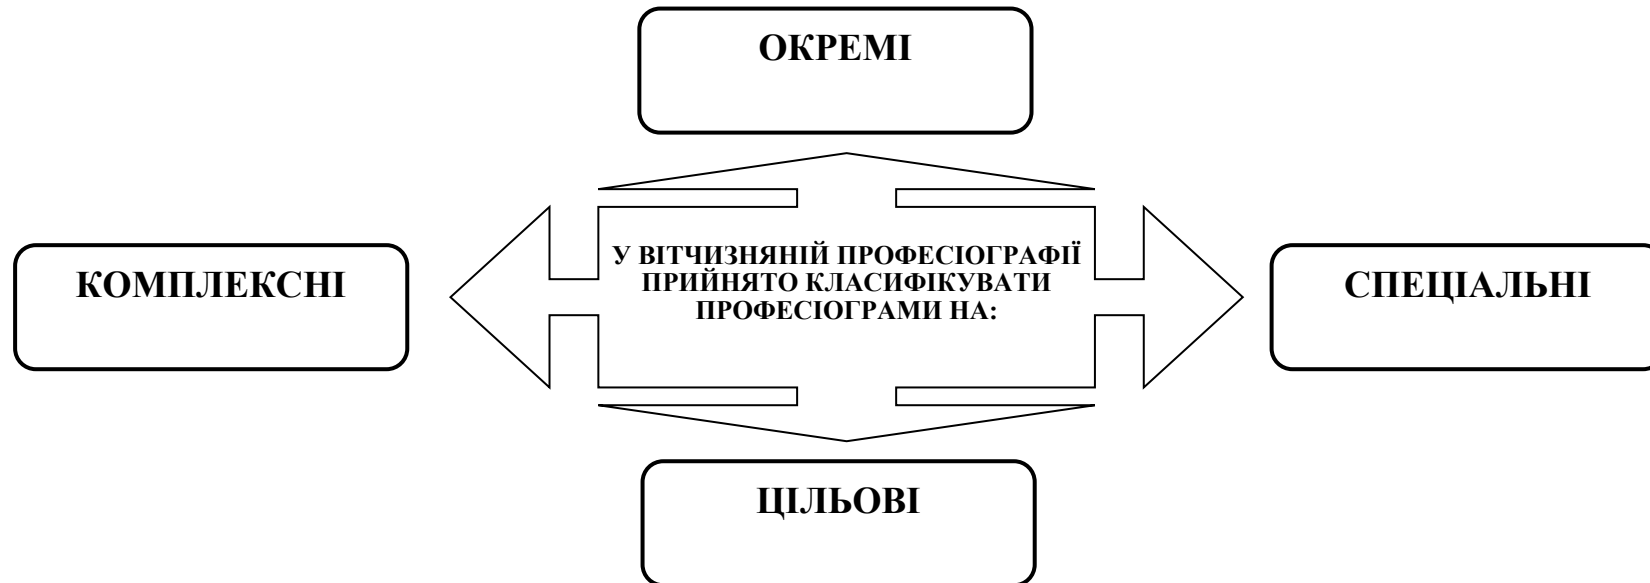 ОКРЕМІ
У ВІТЧИЗНЯНІЙ ПРОФЕСІОГРАФІЇ
ПРИЙНЯТО КЛАСИФІКУВАТИ
ПРОФЕСІОГРАМИ НА:
КОМПЛЕКСНІ
СПЕЦІАЛЬНІ
ЦІЛЬОВІ